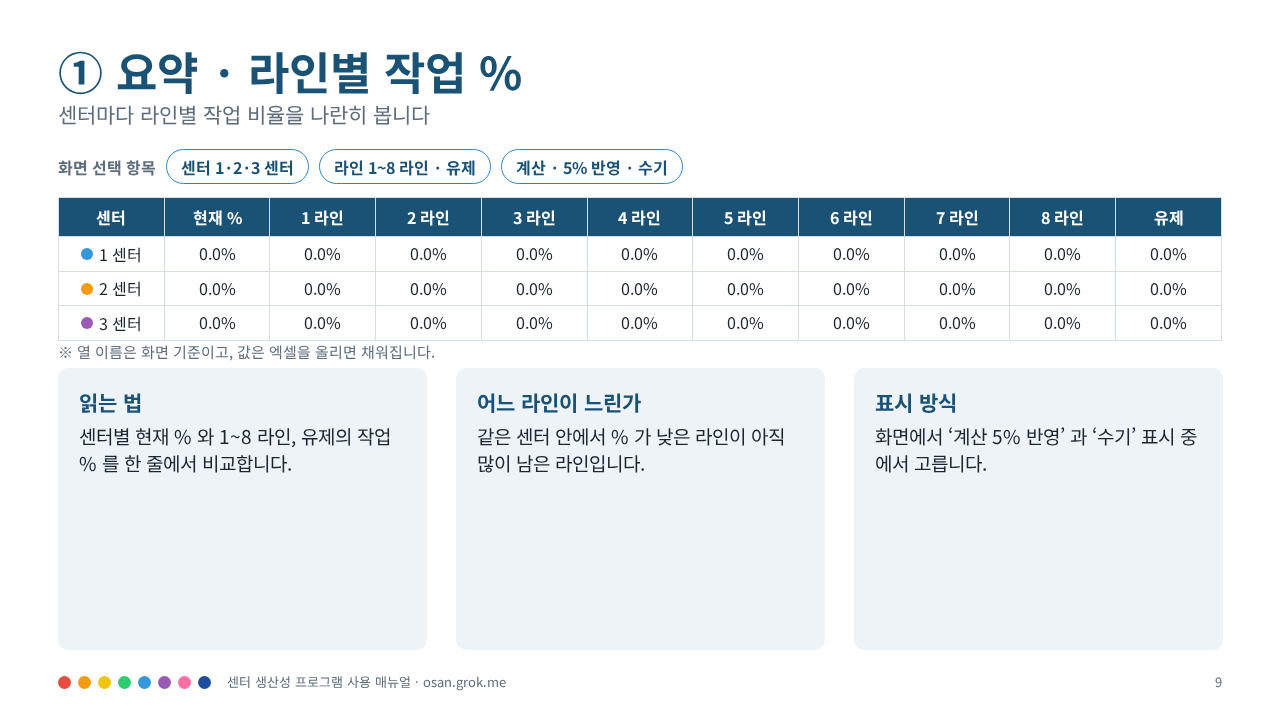 ① 요약 · 라인별 작업 %
센터마다 라인별 작업 비율을 나란히 봅니다
화면 선택 항목 센터 1·2·3 센터 라인 1~8 라인 · 유제 계산 · 5% 반영 · 수기
센터 현재 % 1 라인 2 라인 3 라인 4 라인 5 라인 6 라인 7 라인 8 라인 유제
1 센터 0.0% 0.0% 0.0% 0.0% 0.0% 0.0% 0.0% 0.0% 0.0% 0.0%
2 센터 0.0% 0.0% 0.0% 0.0% 0.0% 0.0% 0.0% 0.0% 0.0% 0.0%
3 센터 0.0% 0.0% 0.0% 0.0% 0.0% 0.0% 0.0% 0.0% 0.0% 0.0%
※ 열 이름은 화면 기준이고, 값은 엑셀을 올리면 채워집니다.
읽는 법
센터별 현재 % 와 1~8 라인, 유제의 작업
% 를 한 줄에서 비교합니다.
어느 라인이 느린가
같은 센터 안에서 % 가 낮은 라인이 아직
많이 남은 라인입니다.
표시 방식
화면에서 ‘계산 5% 반영’ 과 ‘수기’ 표시 중
에서 고릅니다.
센터 생산성 프로그램 사용 매뉴얼 · osan.grok.me
9